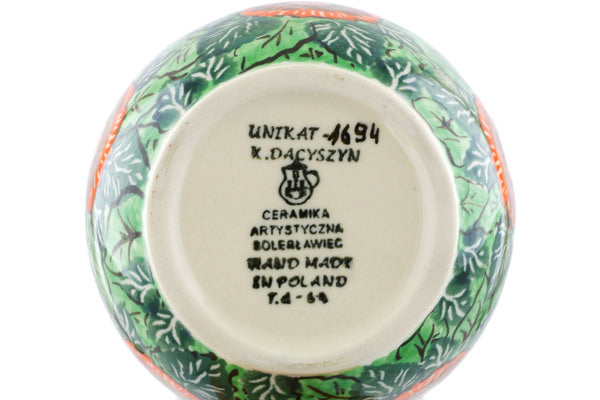 UNIKAT-1694
K.DACYSZYN
CERAMIKA
ARTYSTYCZNA
BOLESŁAWIEC
HAND MADE
IN POLAND